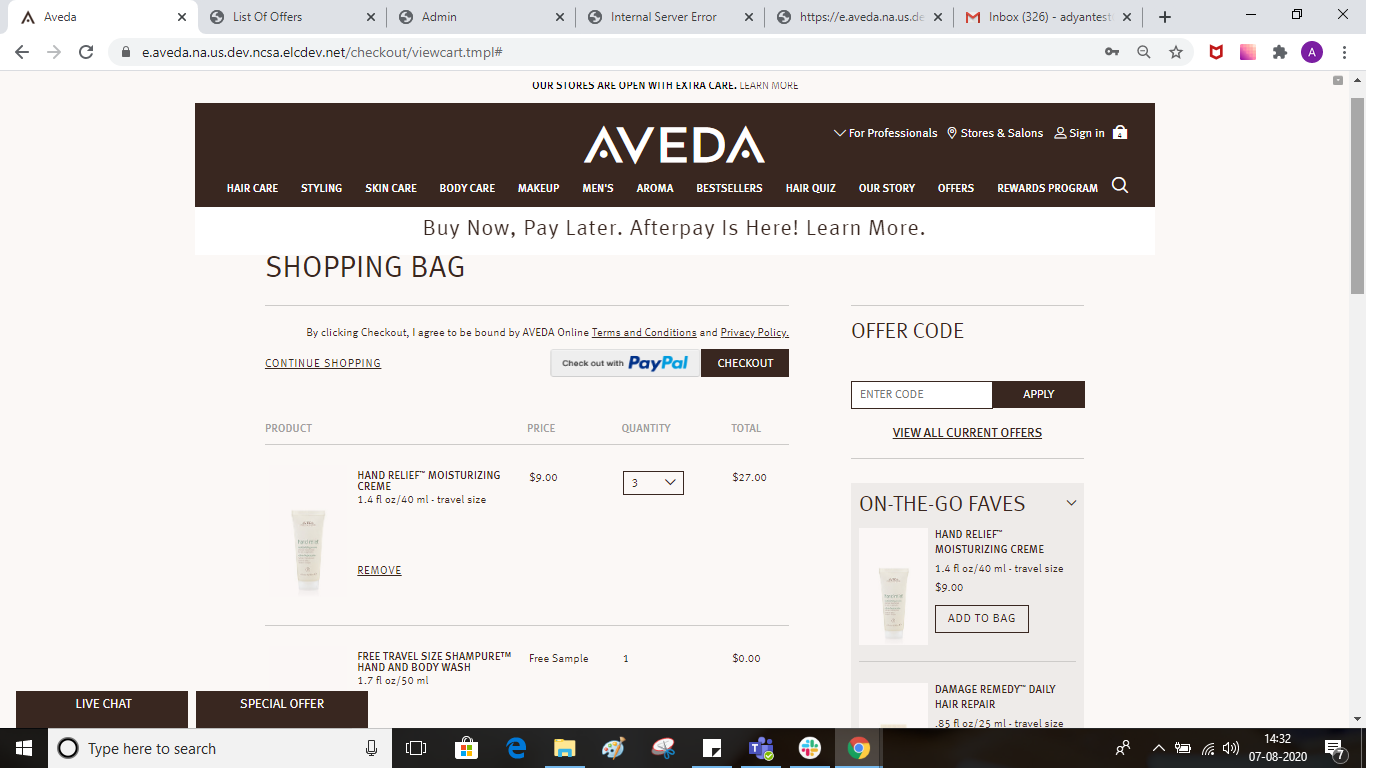 Aveda
List Of Offers
Admin
Internal Server Error
https://e.aveda.na.us.de
Inbox (326) - adyantest
e.aveda.na.us.dev.ncsa.elcdev.net/checkout/viewcart.tmpl#
A
OUR STORES ARE OPEN WITH EXTRA CARE. LEARN MORE
AVEDA
For Professionals
Stores & Salons
Sign in
4
HAIR CARE STYLING SKIN CARE BODY CARE MAKEUP MEN'S AROMA BESTSELLERS HAIR QUIZ OUR STORY OFFERS REWARDS PROGRAM
Buy Now, Pay Later. Afterpay Is Here! Learn More.
SHOPPING BAG
By clicking Checkout, I agree to be bound by AVEDA Online Terms and Conditions and Privacy Policy.
CONTINUE SHOPPING
Check out with PayPal
CHECKOUT
PRODUCT PRICE QUANTITY TOTAL
HAND RELIEF™ MOISTURIZING
CREME
1.4 fl oz/40 ml - travel size
$9.00
3
$27.00
REMOVE
FREE TRAVEL SIZE SHAMPURE™
HAND AND BODY WASH
1.7 fl oz/50 ml
Free Sample
1
$0.00
OFFER CODE
ENTER CODE
APPLY
VIEW ALL CURRENT OFFERS
ON-THE-GO FAVES
HAND RELIEF™
MOISTURIZING CREME
1.4 fl oz/40 ml - travel size
$9.00
ADD TO BAG
DAMAGE REMEDY™ DAILY
HAIR REPAIR
.85 fl oz/25 ml - travel size
LIVE CHAT
SPECIAL OFFER
Type here to search
14:32
07-08-2020
7